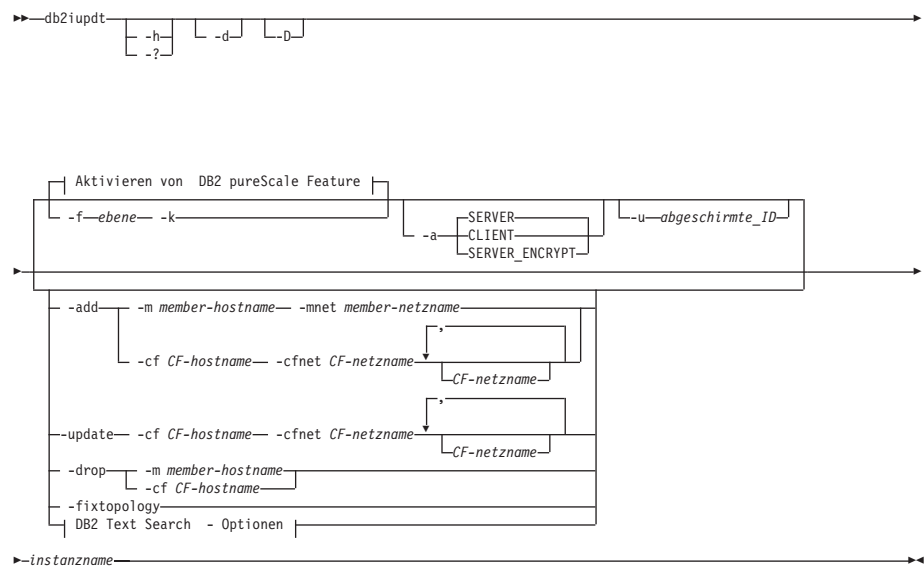 db2iupdt
-h
-?
-d
-D
Aktivieren von DB2 pureScale Feature
-f ebene -k
-a
SERVER
CLIENT
SERVER_ENCRYPT
-u abgeschirmte_ID
-add -m member-hostname -mnet member-netzname
,
-cf CF-hostname -cfnet CF-netzname
CF-netzname
,
-update -cf CF-hostname -cfnet CF-netzname
CF-netzname
-drop -m member-hostname
-cf CF-hostname
-fixtopology
DB2 Text Search - Optionen
instanzname